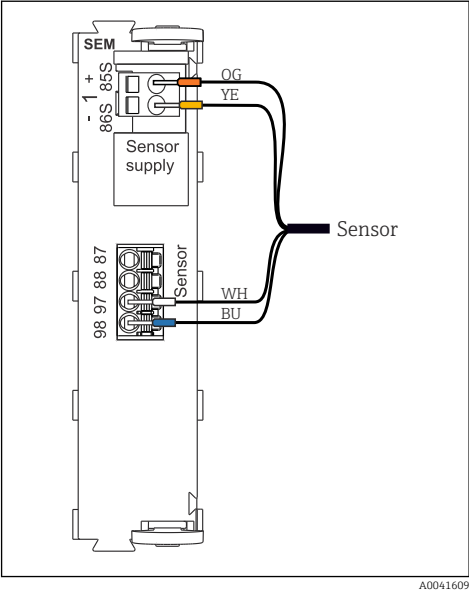 SEM
- 1 +
86S 85S
OG
YE
Sensor
supply
Sensor
98 97 88 87
Sensor
WH
BU
A0041609